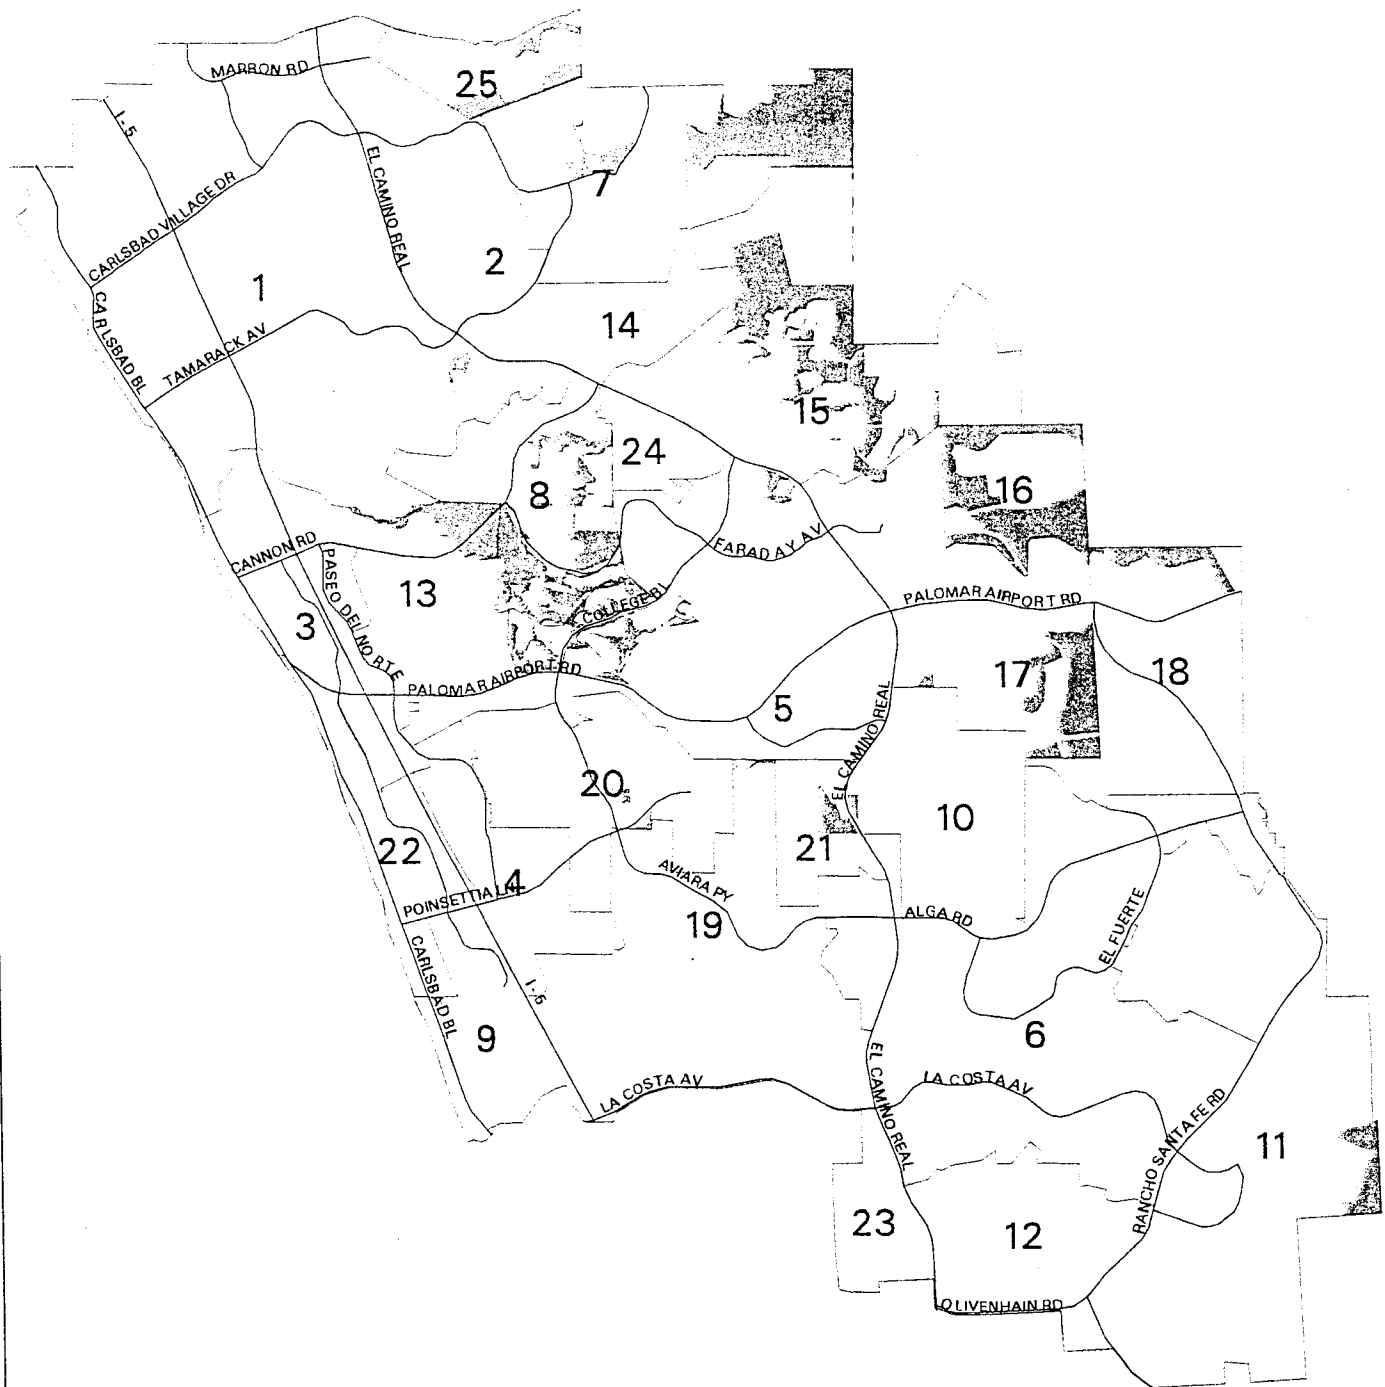 MARRON RD
25
I-5
7
EL CAMINO REAL
CARLSBAD VILLAGE DR
2
1
CARLSBAD BL
14
TAMARACK AV
15
24
8
16
FARADAY AV
CANNON RD
PASEO DEL NORTE
13
COLLEGE BL
PALOMAR AIRPORT RD
3
17
18
PALOMAR AIRPORT RD
5
EL CAMINO REAL
20
10
22
21
4
POINSETTIA LN
AVIARA PY
19
ALGA RD
EL FUERTE
CARLSBAD BL
I-5
9
6
EL CAMINO REAL
LA COSTA AV
LA COSTA AV
RANCHO SANTA FE RD
11
23
12
OLIVENHAIN RD